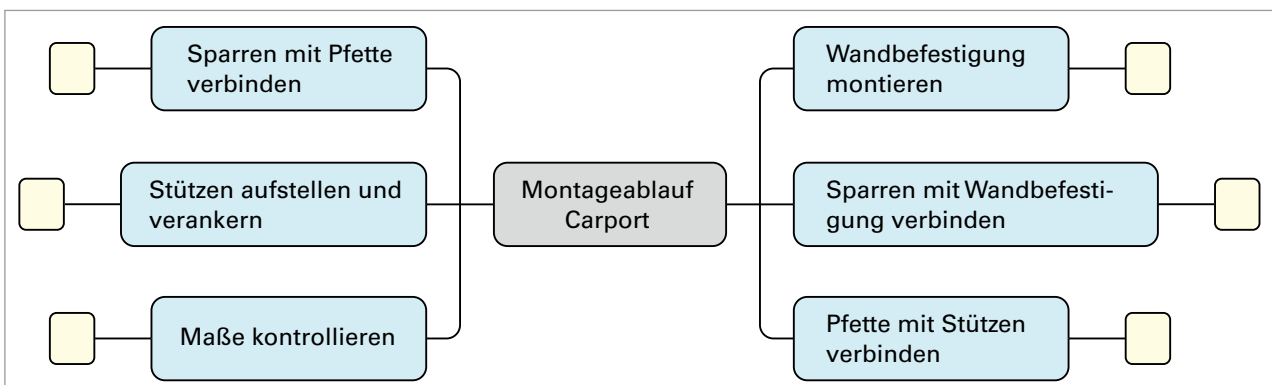 Sparren mit Pfette
verbinden
Stützen aufstellen und
verankern
Maße kontrollieren
Montageablauf
Carport
Wandbefestigung
montieren
Sparren mit Wandbefesti-
gung verbinden
Pfette mit Stützen
verbinden